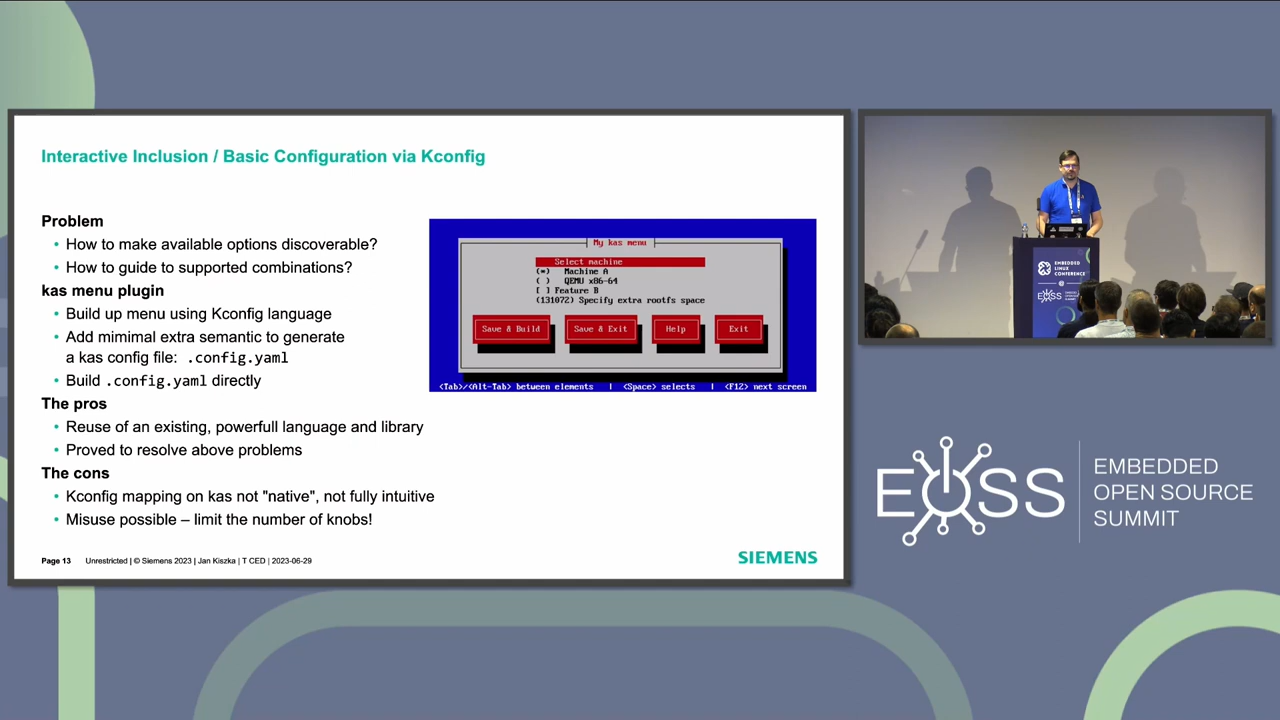 Interactive Inclusion / Basic Configuration via Kconfig
Problem
• How to make available options discoverable?
• How to guide to supported combinations?
kas menu plugin
• Build up menu using Kconfig language
• Add mimimal extra semantic to generate
a kas config file: .config.yaml
• Build .config.yaml directly
The pros
• Reuse of an existing, powerfull language and library
• Proved to resolve above problems
The cons
• Kconfig mapping on kas not "native", not fully intuitive
• Misuse possible – limit the number of knobs!
My kas menu
Select machine
(*) Machine A
( ) QEMU x86-64
[ ] Feature B
(131072) Specify extra rootfs space
Save & Build Save & Exit Help Exit
<Tab>/<Alt-Tab> between elements | <Space> selects | <F12> next screen
Page 13 Unrestricted | © Siemens 2023 | Jan Kiszka | T CED | 2023-06-29
SIEMENS
EMBEDDED
LINUX
CONFERENCE
EOSS
EOSS
EMBEDDED
OPEN SOURCE
SUMMIT